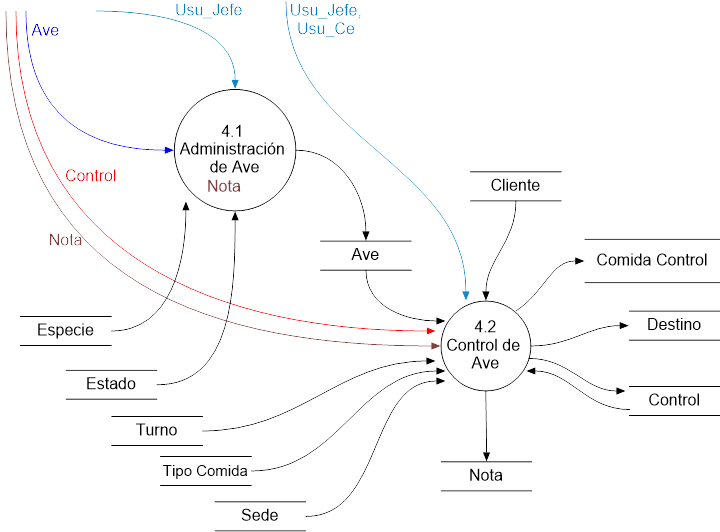 Usu_Jefe
Usu_Jefe,
Usu_Ce
Ave
4.1
Administración
de Ave
Nota
Control
Cliente
Nota
Ave
Comida Control
Especie
4.2
Control de
Ave
Destino
Estado
Control
Turno
Tipo Comida
Nota
Sede